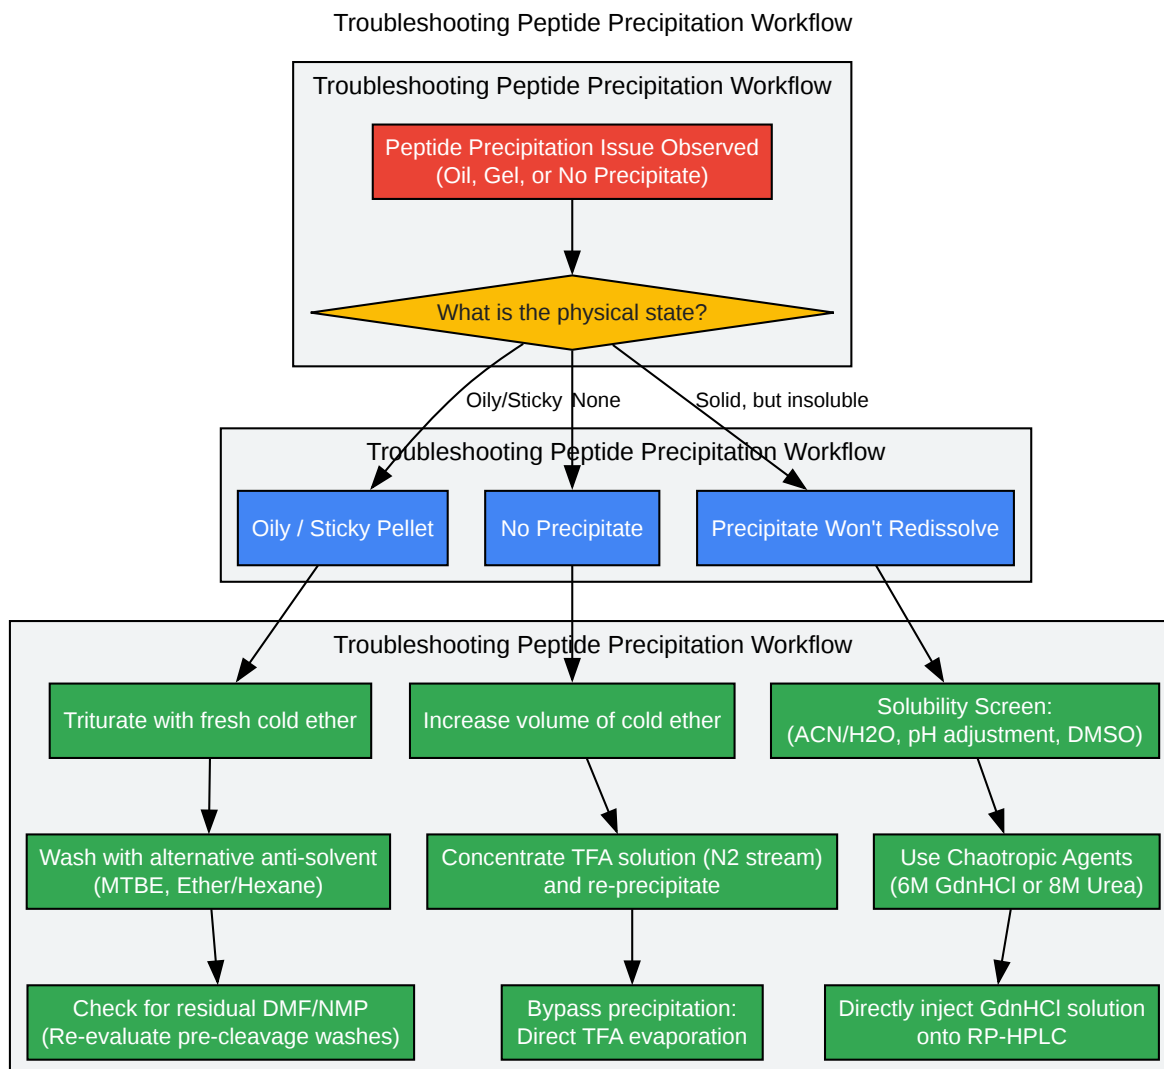 Troubleshooting Peptide Precipitation Workflow
Troubleshooting Peptide Precipitation Workflow
Peptide Precipitation Issue Observed
(Oil, Gel, or No Precipitate)
What is the physical state?
Oily/Sticky
None
Solid, but insoluble
Troubleshooting Peptide Precipitation Workflow
Oily / Sticky Pellet
No Precipitate
Precipitate Won't Redissolve
Troubleshooting Peptide Precipitation Workflow
Triturate with fresh cold ether
Increase volume of cold ether
Solubility Screen:
(ACN/H2O, pH adjustment, DMSO)
Wash with alternative anti-solvent
(MTBE, Ether/Hexane)
Concentrate TFA solution (N2 stream)
and re-precipitate
Use Chaotropic Agents
(6M GdnHCl or 8M Urea)
Check for residual DMF/NMP
(Re-evaluate pre-cleavage washes)
Bypass precipitation:
Direct TFA evaporation
Directly inject GdnHCl solution
onto RP-HPLC